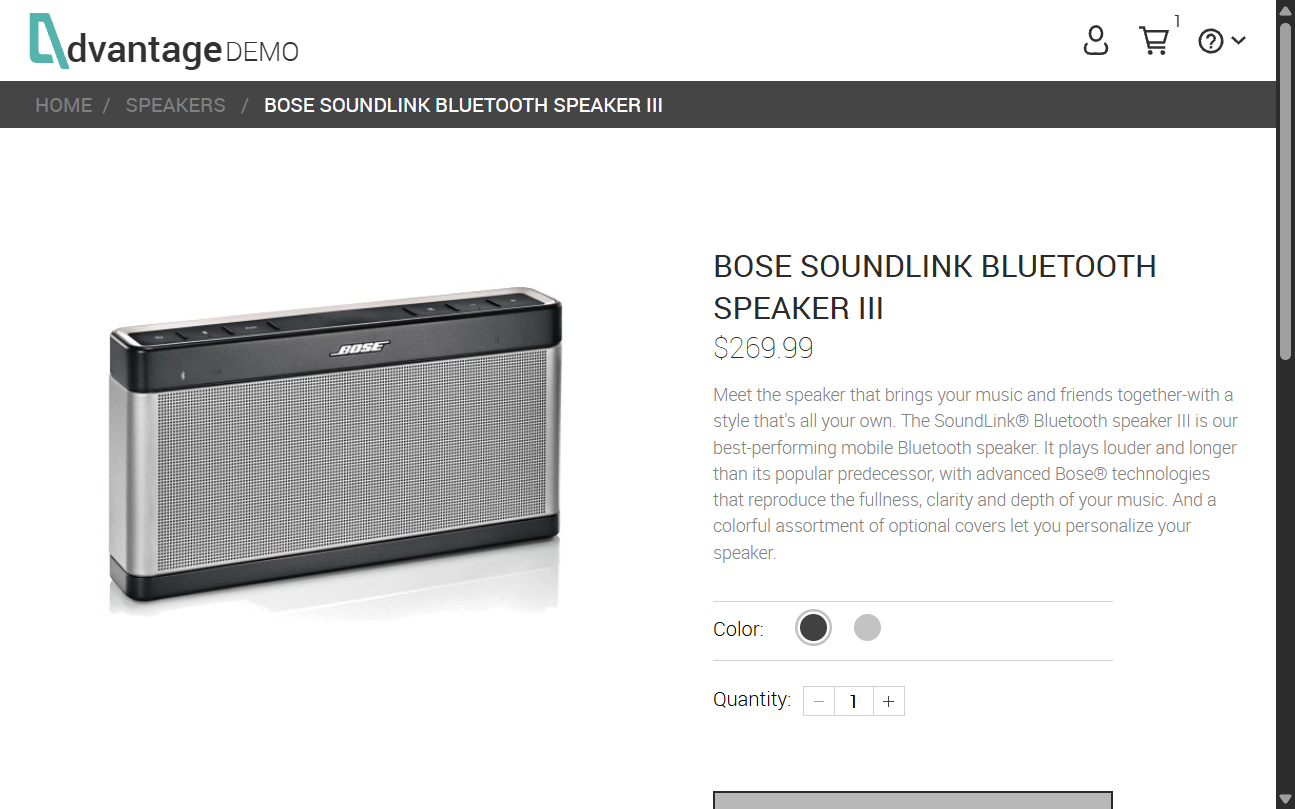 dvantage DEMO
1
HOME / SPEAKERS / BOSE SOUNDLINK BLUETOOTH SPEAKER III
BOSE
BOSE SOUNDLINK BLUETOOTH
SPEAKER III
$269.99
Meet the speaker that brings your music and friends together-with a
style that's all your own. The SoundLink® Bluetooth speaker III is our
best-performing mobile Bluetooth speaker. It plays louder and longer
than its popular predecessor, with advanced Bose® technologies
that reproduce the fullness, clarity and depth of your music. And a
colorful assortment of optional covers let you personalize your
speaker.
Color:
Quantity: − 1 +